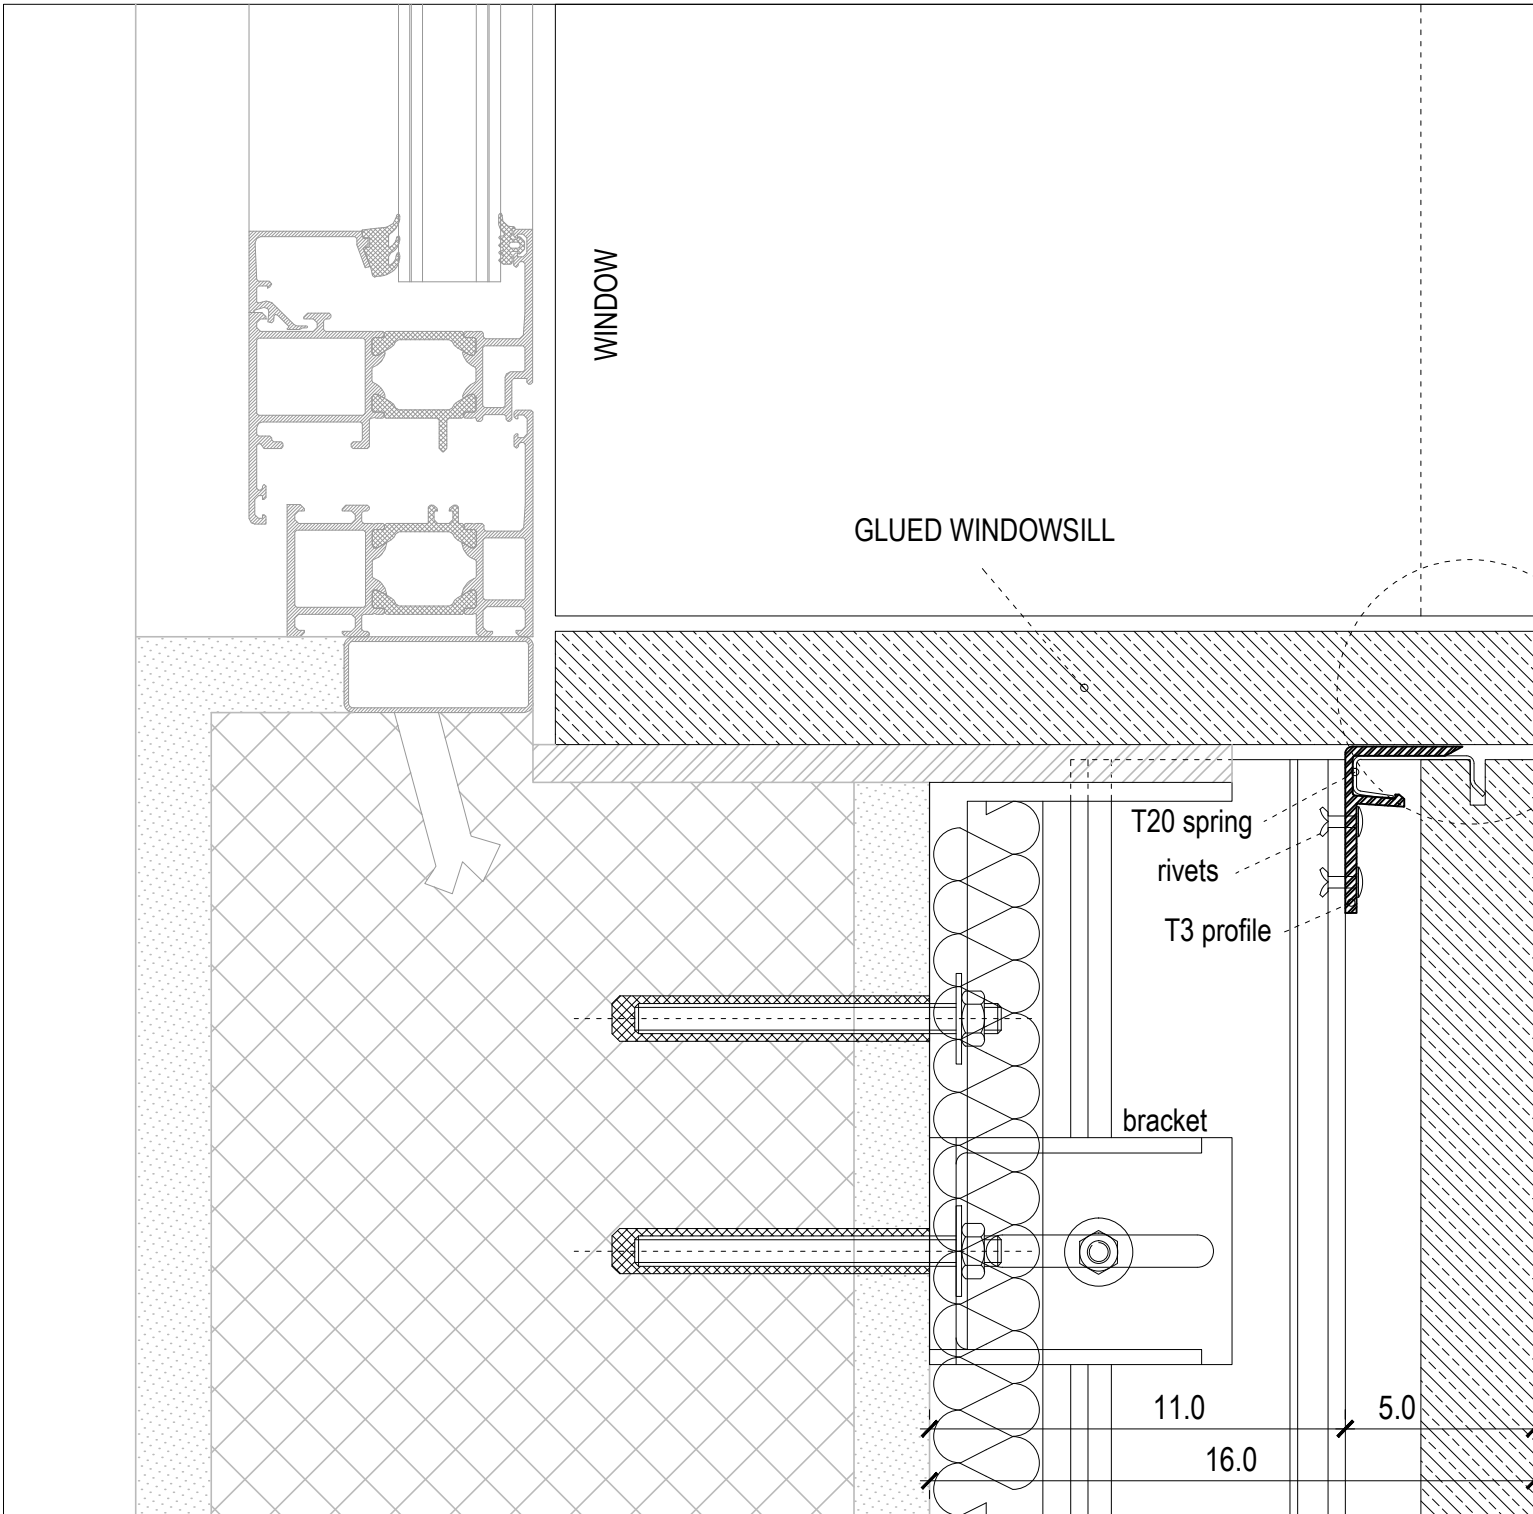 WINDOW
GLUED WINDOWSILL
T20 spring
rivets
T3 profile
bracket
11.0
5.0
16.0